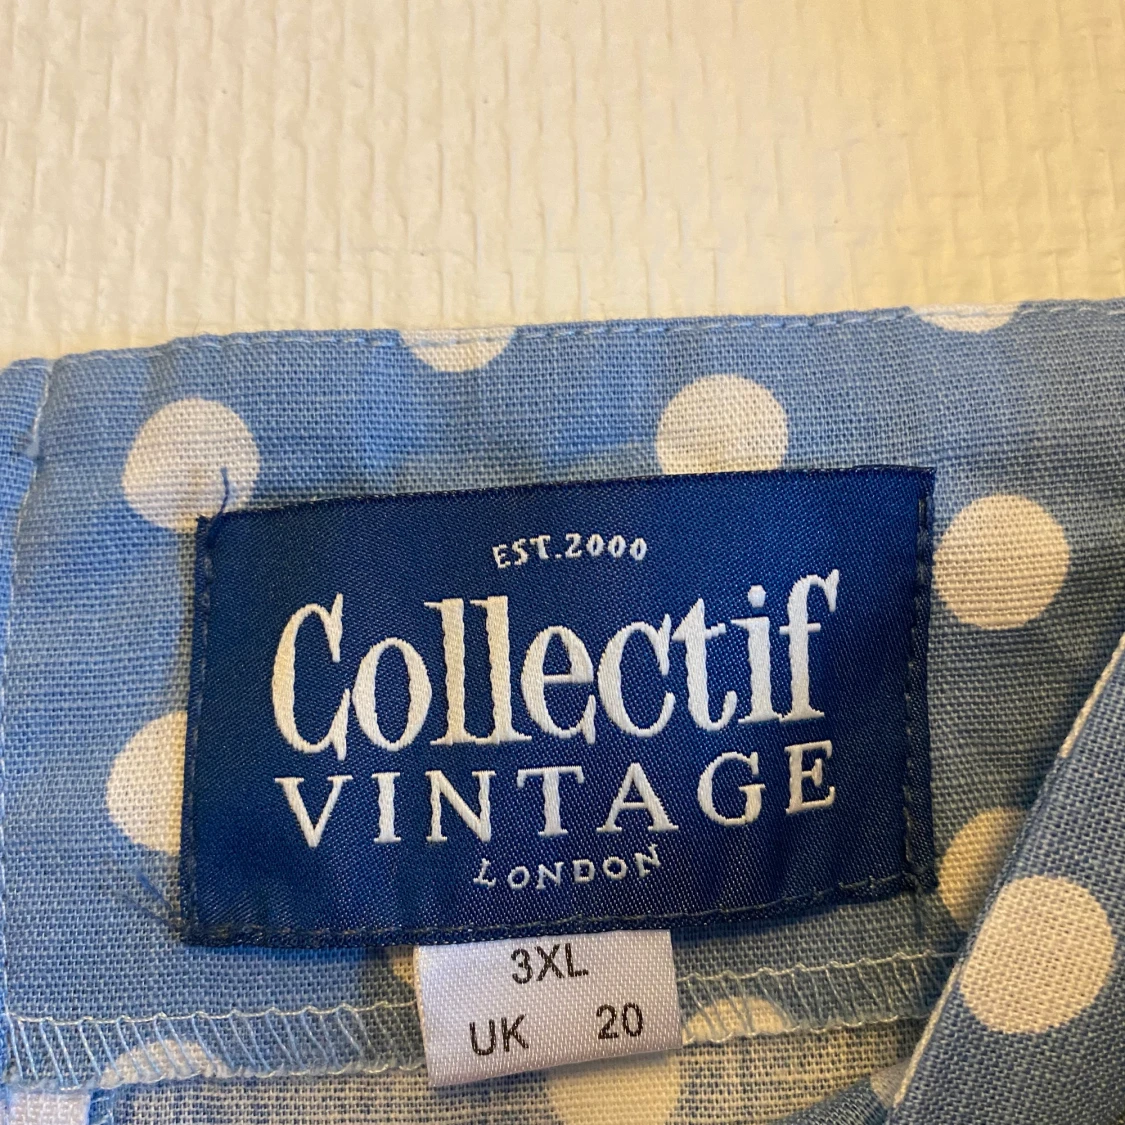 EST.2000
Collectif
VINTAGE
LONDON
3XL
UK 20